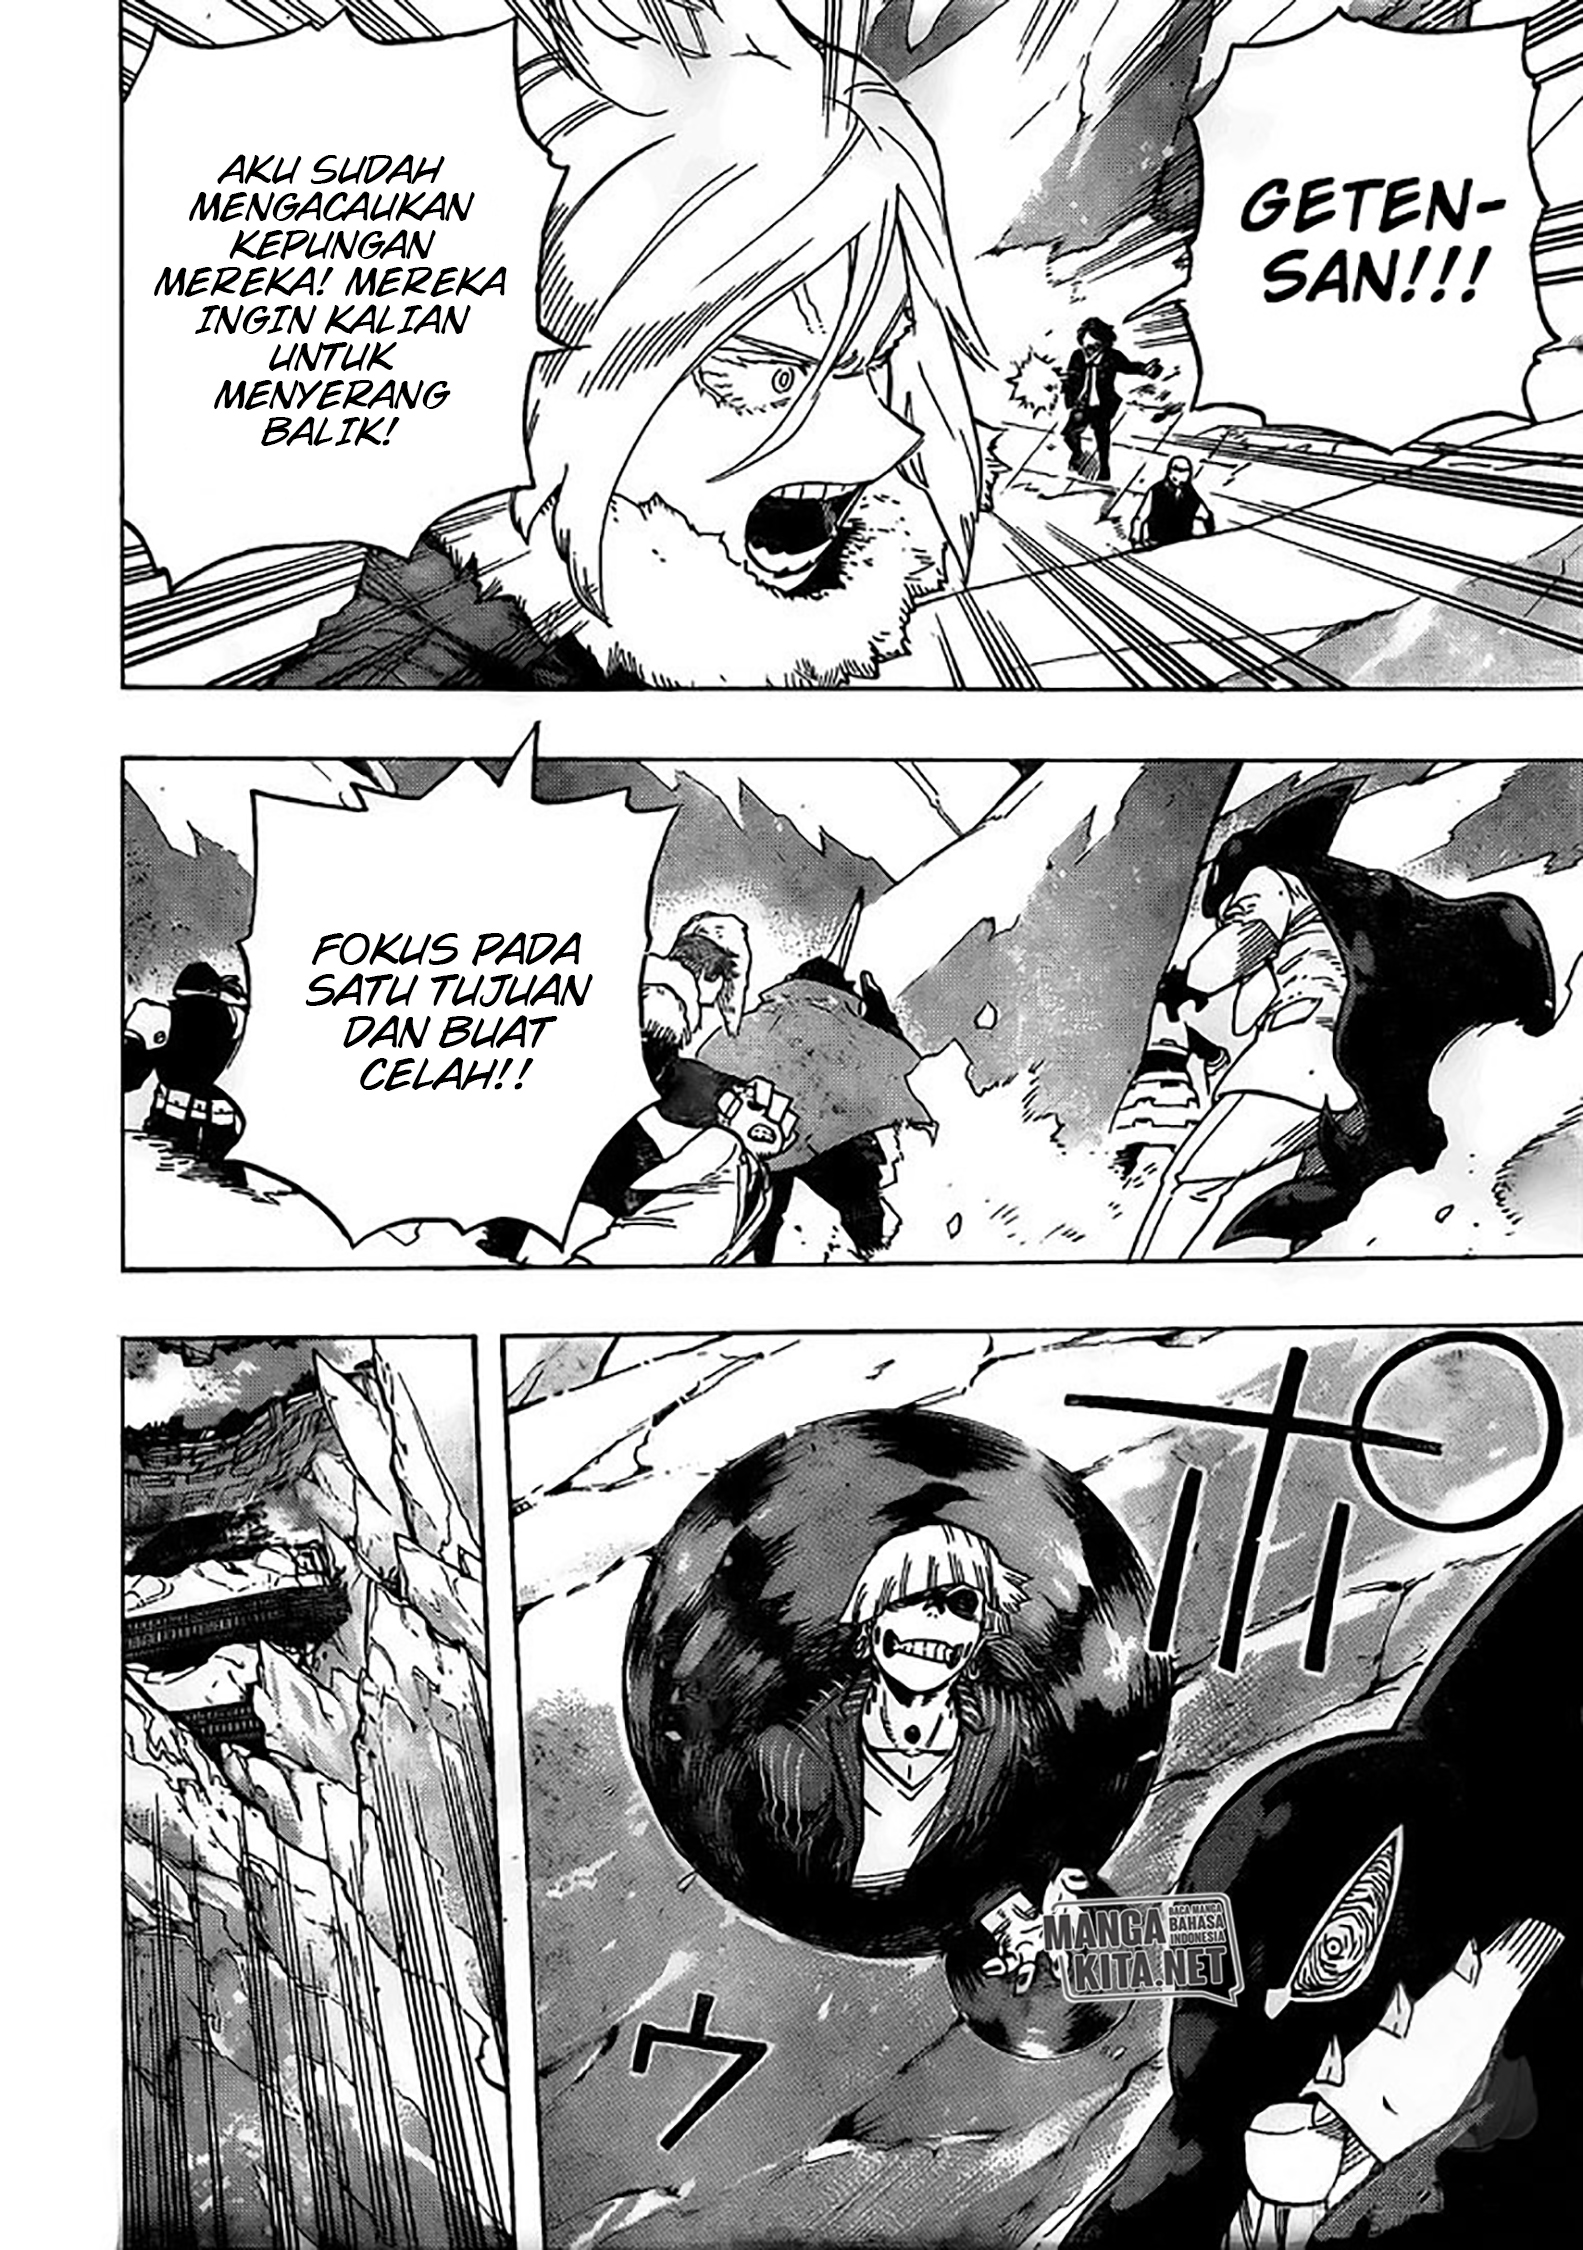 GETEN-
SAN!!!
AKU SUDAH
MENGACAUKAN
KEPUNGAN
MEREKA! MEREKA
INGIN KALIAN
UNTUK
MENYERANG
BALIK!
FOKUS PADA
SATU TUJUAN
DAN BUAT
CELAH!!
ポ
ウ
MANGA
KITA.NET
BACA MANGA
BAHASA
INDONESIA